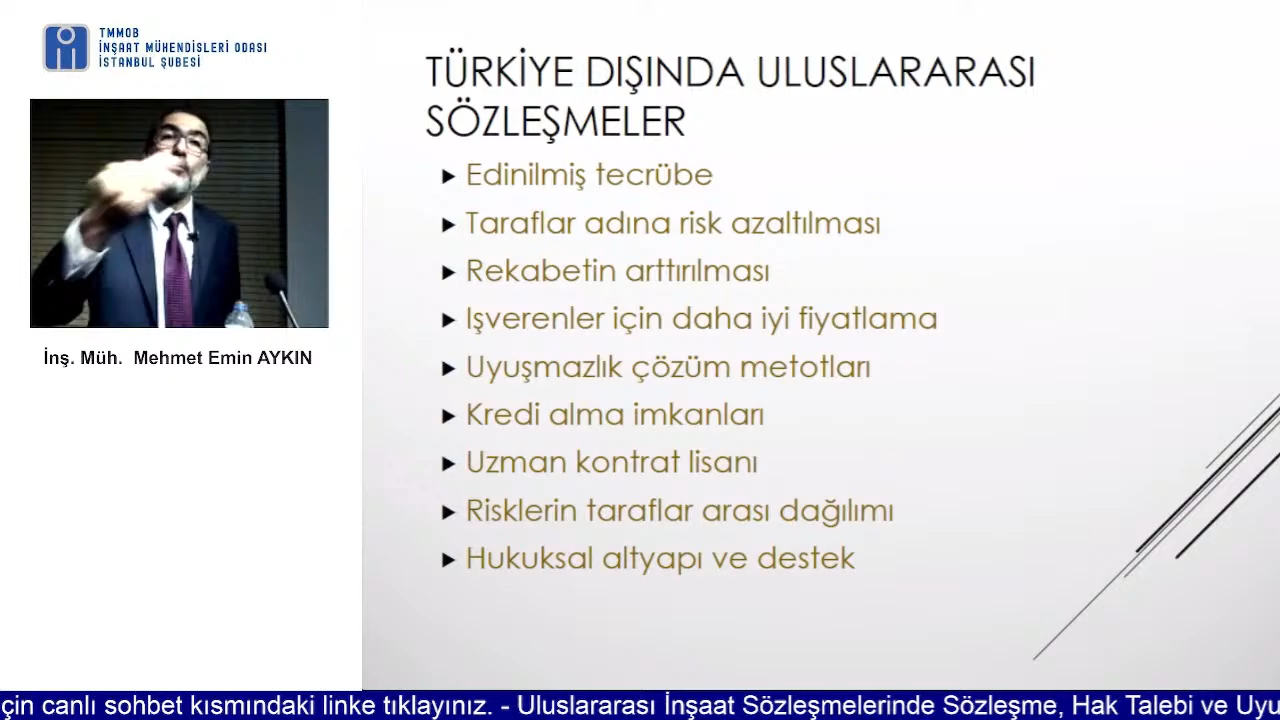 TMMOB
İNŞAAT MÜHENDİSLERİ ODASI
İSTANBUL ŞUBESİ
TÜRKİYE DIŞINDA ULUSLARARASI
SÖZLEŞMELER
Edinilmiş tecrübe
Taraflar adına risk azaltılması
Rekabetin arttırılması
Işverenler için daha iyi fiyatlama
Uyuşmazlık çözüm metotları
Kredi alma imkanları
Uzman kontrat lisanı
Risklerin taraflar arası dağılımı
Hukuksal altyapı ve destek
İnş. Müh. Mehmet Emin AYKIN
çin canlı sohbet kısmındaki linke tıklayınız. - Uluslararası İnşaat Sözleşmelerinde Sözleşme, Hak Talebi ve Uyu